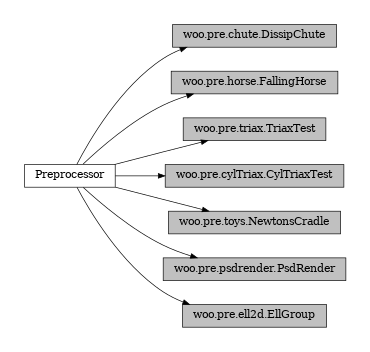 woo.pre.chute.DissipChute
woo.pre.horse.FallingHorse
woo.pre.triax.TriaxTest
Preprocessor
woo.pre.cylTriax.CylTriaxTest
woo.pre.toys.NewtonsCradle
woo.pre.psdrender.PsdRender
woo.pre.ell2d.EllGroup